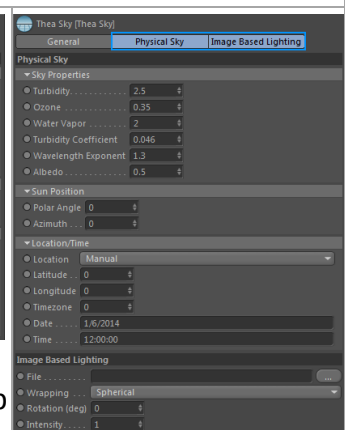 Thea Sky [Thea Sky]
General Physical Sky Image Based Lighting
Physical Sky
Sky Properties
Turbidity............ 2.5
Ozone ............. 0.35
Water Vapor ........ 2
Turbidity Coefficient 0.046
Wavelength Exponent 1.3
Albedo............. 0.5
Sun Position
Polar Angle 0
Azimuth ... 0
Location/Time
Location Manual
Latitude .. 0
Longitude 0
Timezone 0
Date ..... 1/6/2014
Time ..... 12:00:00
Image Based Lighting
File ......... ...
Wrapping ... Spherical
Rotation (deg) 0
Intensity.... 1